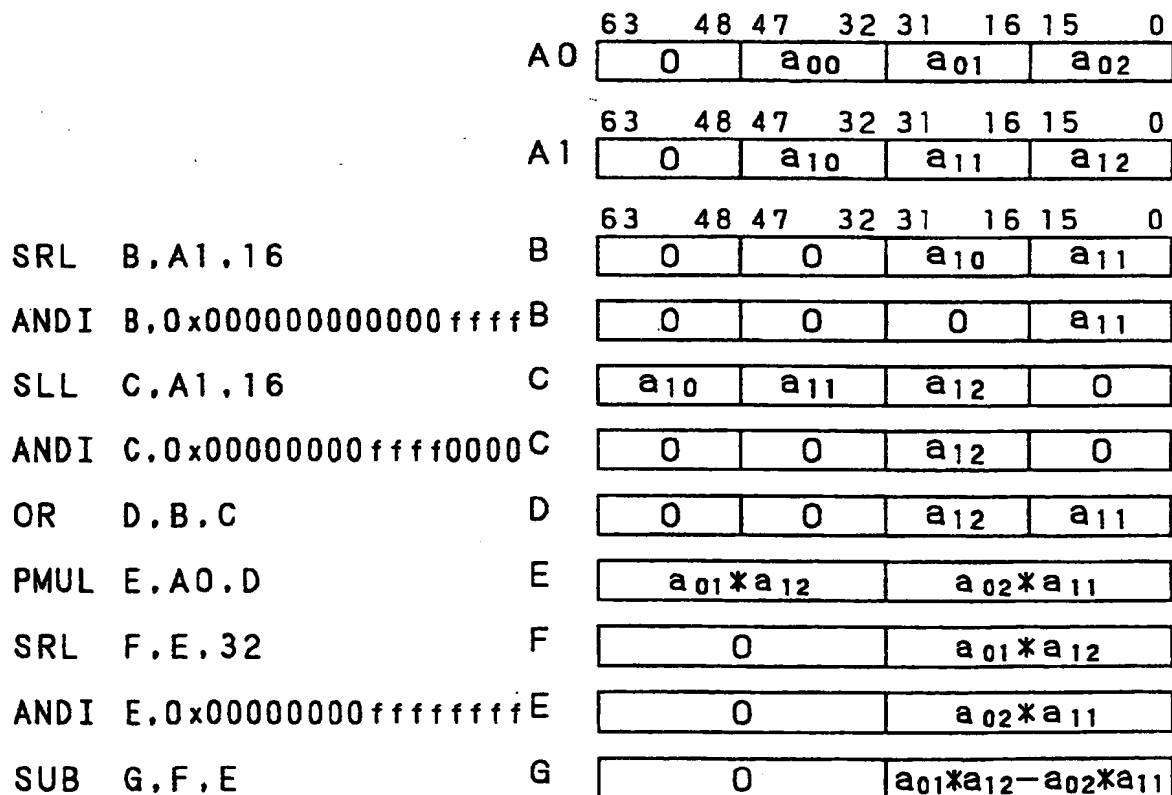 63 48 47 32 31 16 15 0
A0 0 a00 a01 a02
63 48 47 32 31 16 15 0
A1 0 a10 a11 a12
63 48 47 32 31 16 15 0
SRL B,A1,16 B 0 0 a10 a11
ANDI B,0x000000000000ffff B 0 0 0 a11
SLL C,A1,16 C a10 a11 a12 0
ANDI C,0x00000000ffff0000 C 0 0 a12 0
OR D,B,C D 0 0 a12 a11
PMUL E,A0,D E a01*a12 a02*a11
SRL F,E,32 F 0 a01*a12
ANDI E,0x00000000ffffffff E 0 a02*a11
SUB G,F,E G 0 a01*a12-a02*a11